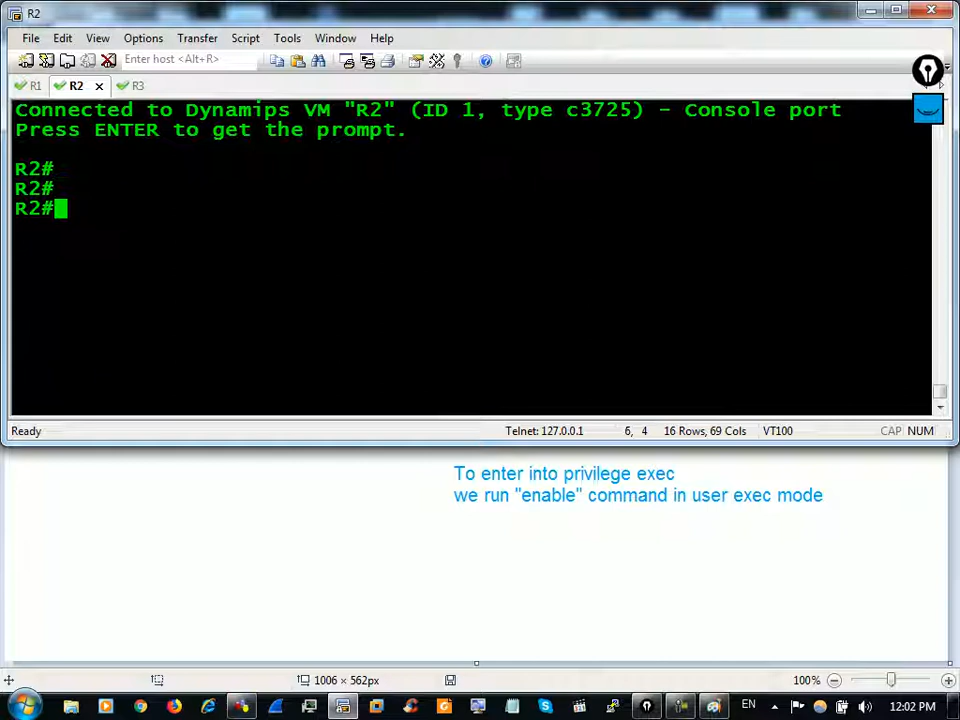 R2
File Edit View Options Transfer Script Tools Window Help
Enter host <Alt+R>
R1 R2 R3
Connected to Dynamips VM "R2" (ID 1, type c3725) - Console port
Press ENTER to get the prompt.
R2#
R2#
R2#
Ready Telnet: 127.0.0.1 6, 4 16 Rows, 69 Cols VT100 CAP NUM
To enter into privilege exec
we run "enable" command in user exec mode
1006 × 562px 100%
EN 12:02 PM